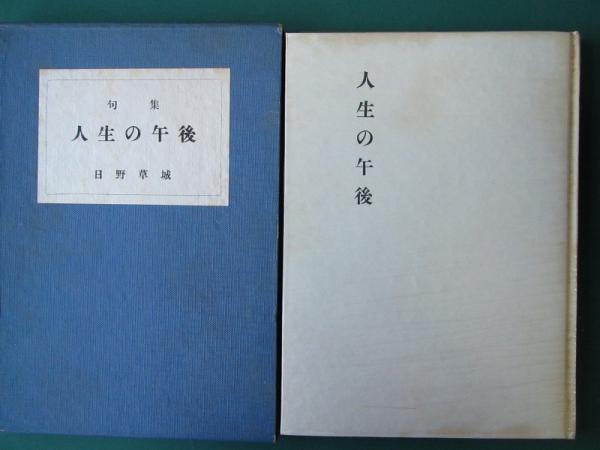 句集
人生の午後
日野草城
人生の午後